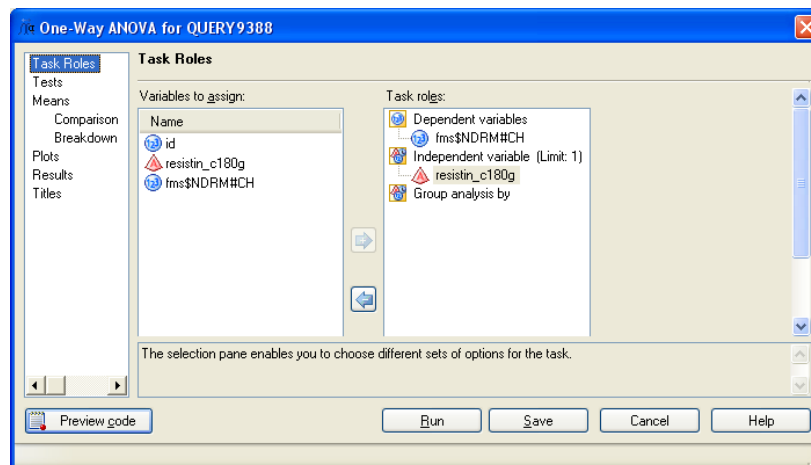 One-Way ANOVA for QUERY9388
Task Roles
Tests
Means
Comparison
Breakdown
Plots
Results
Titles
Task Roles
Variables to assign:
Name
id
resistin_c180g
fms$NDRM#CH
Task roles:
Dependent variables
fms$NDRM#CH
Independent variable (Limit: 1)
resistin_c180g
Group analysis by
The selection pane enables you to choose different sets of options for the task.
Preview code
Run
Save
Cancel
Help